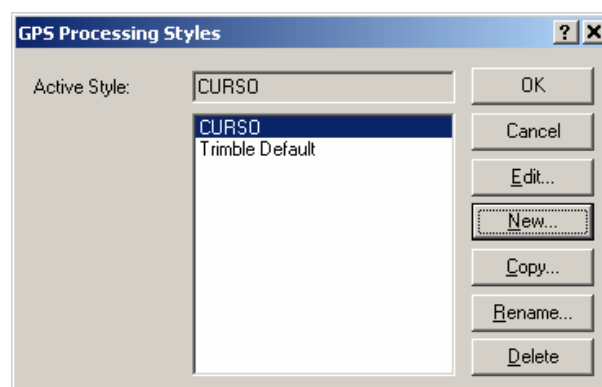 GPS Processing Styles
Active Style: CURSO OK
CURSO
Trimble Default
Cancel
Edit...
New...
Copy...
Rename...
Delete